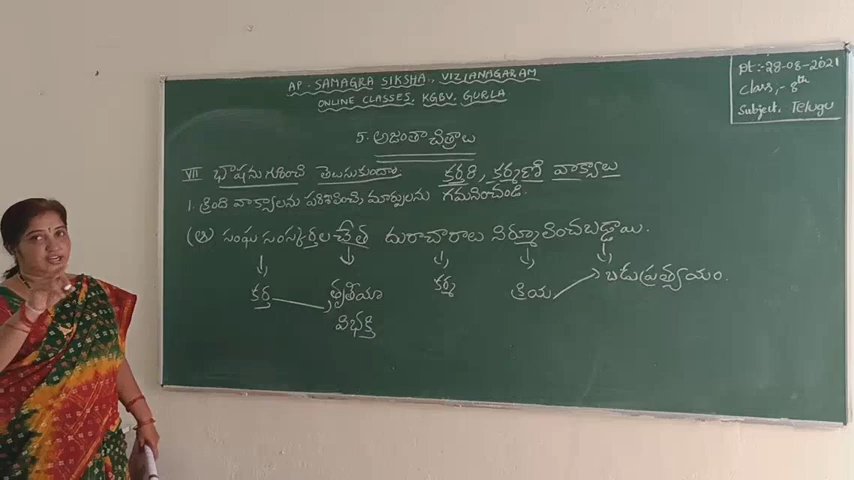 AP. SAMAGRA SIKSHA., VIZIANAGARAM
ONLINE CLASSES. KGBV. GURLA
Dt:-28-08-2021
Class,- 8th
Subject. Telugu
5. అజంతా చిత్రాలు
VII భాషను గురించి తెలుసుకుందాం. కర్తరి, కర్మణి వాక్యాలు
1. క్రింది వాక్యాలను పరిశీలించి, మార్పులను గమనించండి.
(ఆ) సంఘ సంస్కర్తల చేత దురాచారాలు నిర్మూలించబడ్డాయి.
కర్త తృతీయా కర్మ క్రియ బడు ప్రత్యయం.
విభక్తి